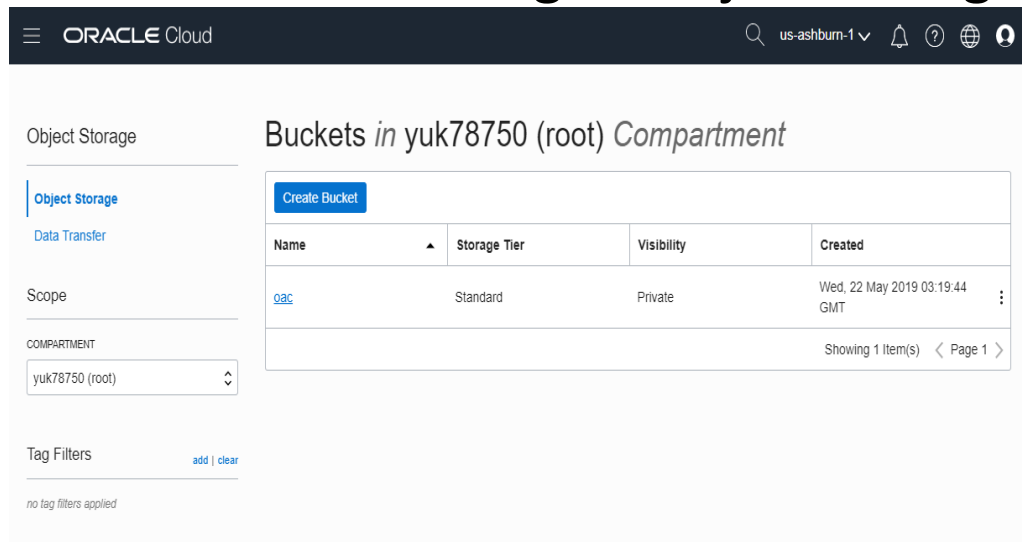 ORACLE Cloud
us-ashburn-1
Object Storage
Object Storage
Data Transfer
Scope
COMPARTMENT
yuk78750 (root)
Tag Filters
add | clear
no tag filters applied
Buckets in yuk78750 (root) Compartment
Create Bucket
Name Storage Tier Visibility Created
oac Standard Private Wed, 22 May 2019 03:19:44
GMT
Showing 1 Item(s) < Page 1 >